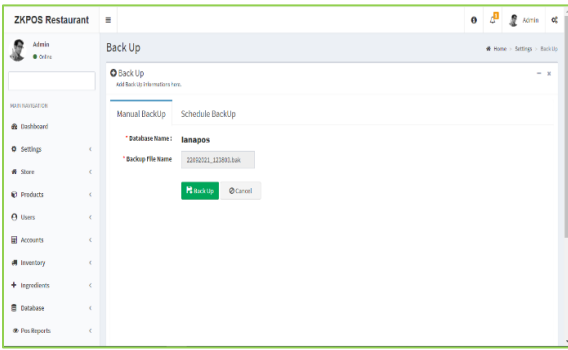 ZKPOS Restaurant
Admin
Admin
Online
Back Up
Home > Settings > Back Up
Back Up
Add Back Up Informations here.
MAIN NAVIGATION
Manual BackUp
Schedule BackUp
Dashboard
Settings
* Database Name :
lanapos
Store
* Backup File Name
Products
Back Up
Cancel
Users
Accounts
Inventory
Ingredients
Database
Pos Reports